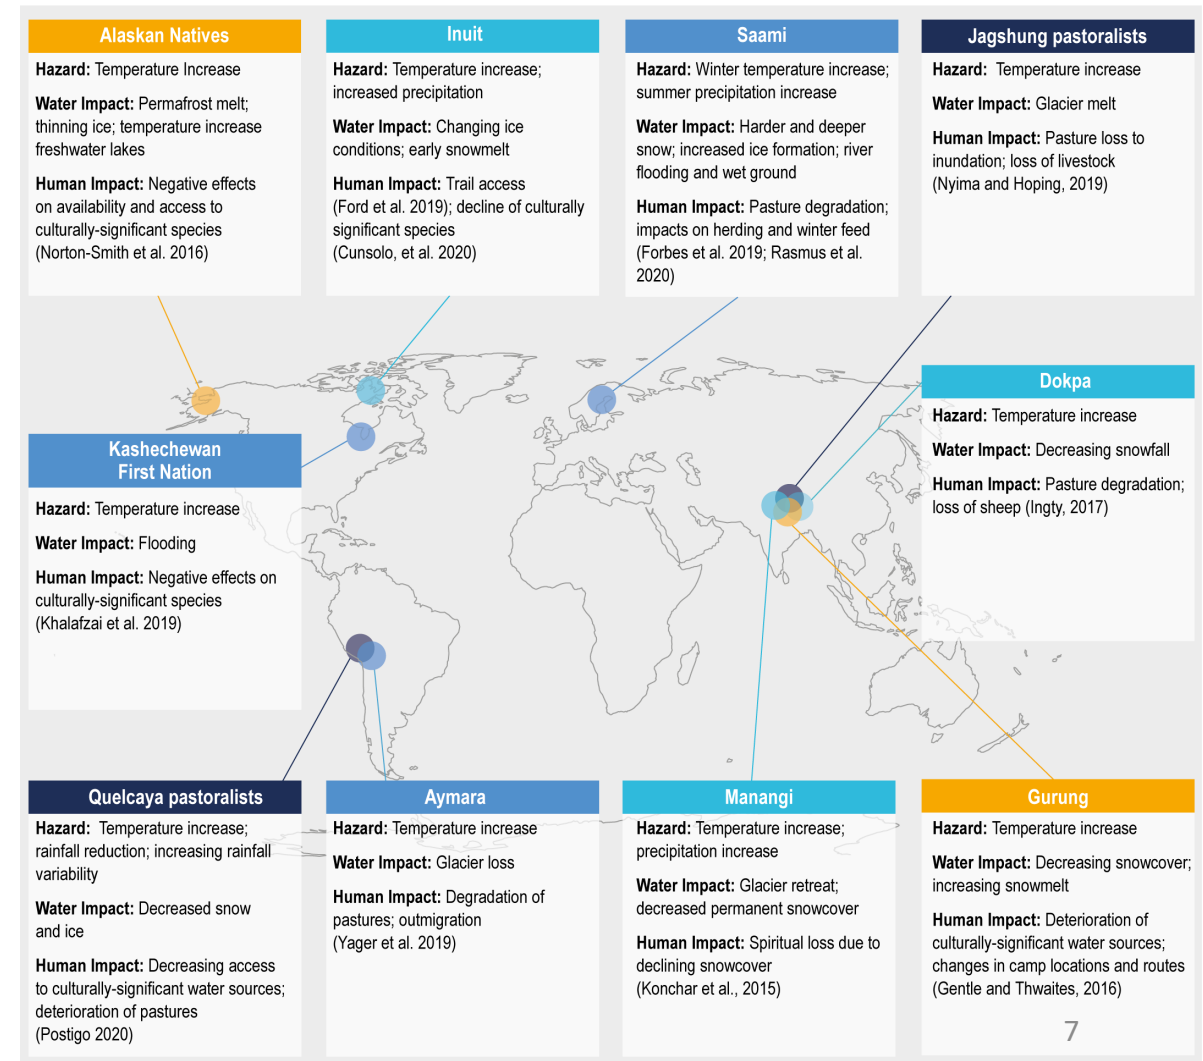 Alaskan Natives
Hazard: Temperature Increase
Water Impact: Permafrost melt;
thinning ice; temperature increase
freshwater lakes
Human Impact: Negative effects
on availability and access to
culturally-significant species
(Norton-Smith et al. 2016)
Inuit
Hazard: Temperature increase;
increased precipitation
Water Impact: Changing ice
conditions; early snowmelt
Human Impact: Trail access
(Ford et al. 2019); decline of culturally
significant species
(Cunsolo, et al. 2020)
Saami
Hazard: Winter temperature increase;
summer precipitation increase
Water Impact: Harder and deeper
snow; increased ice formation; river
flooding and wet ground
Human Impact: Pasture degradation;
impacts on herding and winter feed
(Forbes et al. 2019; Rasmus et al.
2020)
Jagshung pastoralists
Hazard: Temperature increase
Water Impact: Glacier melt
Human Impact: Pasture loss to
inundation; loss of livestock
(Nyima and Hoping, 2019)
Kashechewan
First Nation
Hazard: Temperature increase
Water Impact: Flooding
Human Impact: Negative effects on
culturally-significant species
(Khalafzai et al. 2019)
Dokpa
Hazard: Temperature increase
Water Impact: Decreasing snowfall
Human Impact: Pasture degradation;
loss of sheep (Ingty, 2017)
Quelcaya pastoralists
Hazard: Temperature increase;
rainfall reduction; increasing rainfall
variability
Water Impact: Decreased snow
and ice
Human Impact: Decreasing access
to culturally-significant water sources;
deterioration of pastures
(Postigo 2020)
Aymara
Hazard: Temperature increase
Water Impact: Glacier loss
Human Impact: Degradation of
pastures; outmigration
(Yager et al. 2019)
Manangi
Hazard: Temperature increase;
precipitation increase
Water Impact: Glacier retreat;
decreased permanent snowcover
Human Impact: Spiritual loss due to
declining snowcover
(Konchar et al., 2015)
Gurung
Hazard: Temperature increase
Water Impact: Decreasing snowcover;
increasing snowmelt
Human Impact: Deterioration of
culturally-significant water sources;
changes in camp locations and routes
(Gentle and Thwaites, 2016)
7